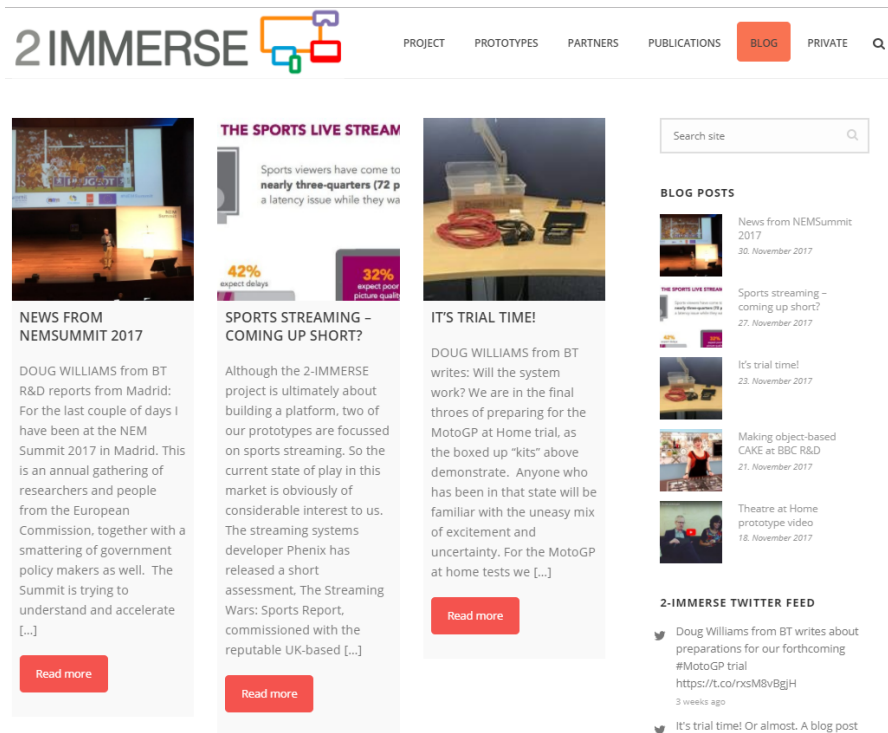 2 IMMERSE
PROJECT
PROTOTYPES
PARTNERS
PUBLICATIONS
BLOG
PRIVATE
NEWS FROM
NEMSUMMIT 2017
DOUG WILLIAMS from BT
R&D reports from Madrid:
For the last couple of days I
have been at the NEM
Summit 2017 in Madrid. This
is an annual gathering of
researchers and people
from the European
Commission, together with a
smattering of government
policy makers as well.  The
Summit is trying to
understand and accelerate
[…]
Read more
THE SPORTS LIVE STREAM
Sports viewers have come to
nearly three-quarters (72 p
a latency issue while they wa
42%
expect delays
32%
expect poor
picture quality
SPORTS STREAMING –
COMING UP SHORT?
Although the 2-IMMERSE
project is ultimately about
building a platform, two of
our prototypes are focussed
on sports streaming. So the
current state of play in this
market is obviously of
considerable interest to us.
The streaming systems
developer Phenix has
released a short
assessment, The Streaming
Wars: Sports Report,
commissioned with the
reputable UK-based […]
Read more
IT'S TRIAL TIME!
DOUG WILLIAMS from BT
writes: Will the system
work? We are in the final
throes of preparing for the
MotoGP at Home trial, as
the boxed up “kits” above
demonstrate.  Anyone who
has been in that state will be
familiar with the uneasy mix
of excitement and
uncertainty. For the MotoGP
at home tests we […]
Read more
Search site
BLOG POSTS
News from NEMSummit
2017
30. November 2017
Sports streaming –
coming up short?
27. November 2017
It's trial time!
23. November 2017
Making object-based
CAKE at BBC R&D
21. November 2017
Theatre at Home
prototype video
18. November 2017
2-IMMERSE TWITTER FEED
Doug Williams from BT writes about
preparations for our forthcoming
#MotoGP trial
https://t.co/rxsM8vBgjH
3 weeks ago
It's trial time! Or almost. A blog post